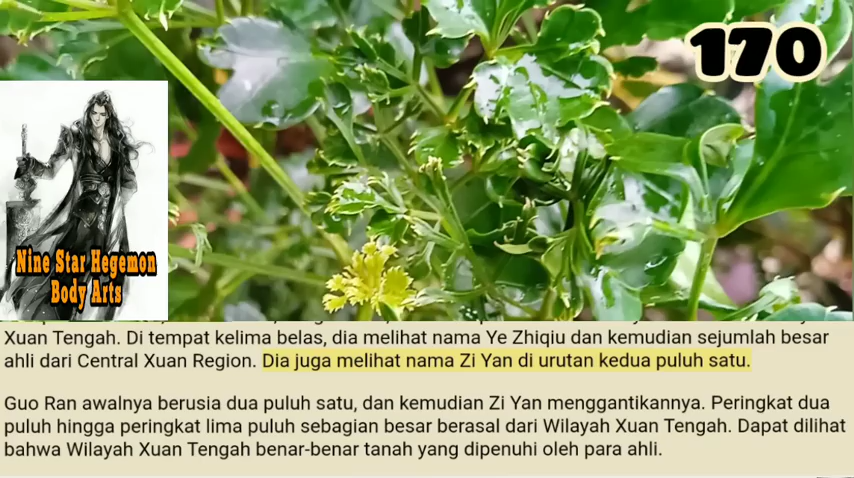 170
Nine Star Hegemon
Body Arts
Xuan Tengah. Di tempat kelima belas, dia melihat nama Ye Zhiqiu dan kemudian sejumlah besar
ahli dari Central Xuan Region. Dia juga melihat nama Zi Yan di urutan kedua puluh satu.
Guo Ran awalnya berusia dua puluh satu, dan kemudian Zi Yan menggantikannya. Peringkat dua
puluh hingga peringkat lima puluh sebagian besar berasal dari Wilayah Xuan Tengah. Dapat dilihat
bahwa Wilayah Xuan Tengah benar-benar tanah yang dipenuhi oleh para ahli.